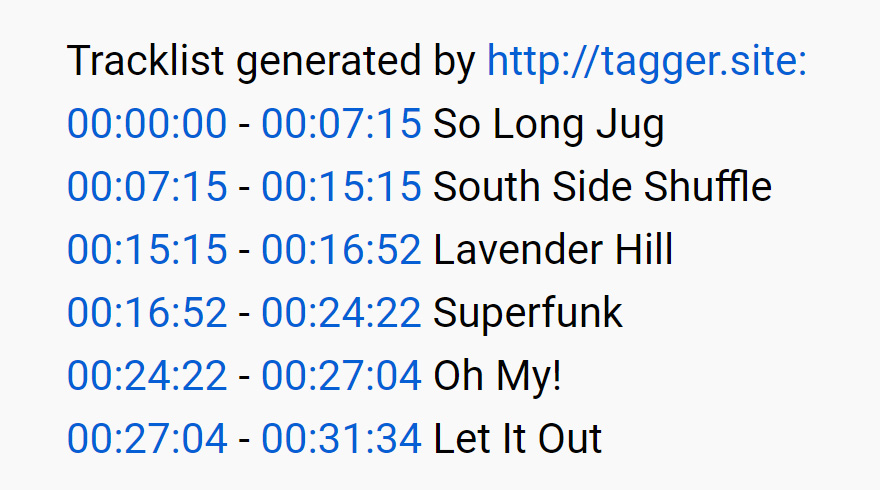 Tracklist generated by http://tagger.site:
00:00:00 - 00:07:15 So Long Jug
00:07:15 - 00:15:15 South Side Shuffle
00:15:15 - 00:16:52 Lavender Hill
00:16:52 - 00:24:22 Superfunk
00:24:22 - 00:27:04 Oh My!
00:27:04 - 00:31:34 Let It Out